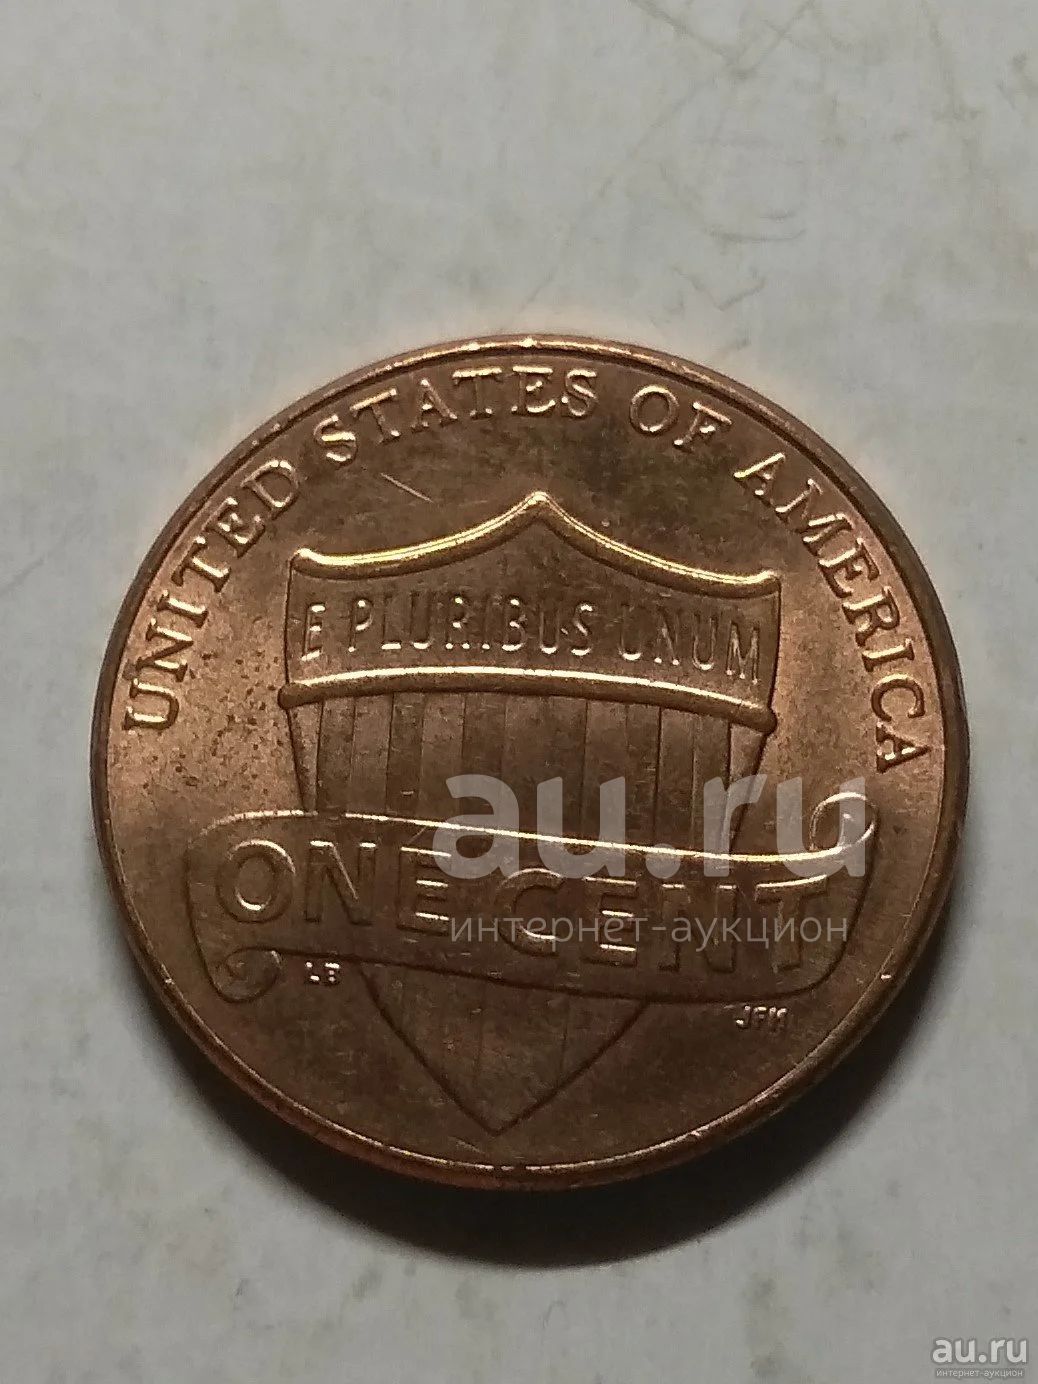 UNITED STATES OF AMERICA
E PLURIBUS UNUM
au.ru
ONE CENT
интернет-аукцион
LB
JFM
au.ru
интернет-аукцион